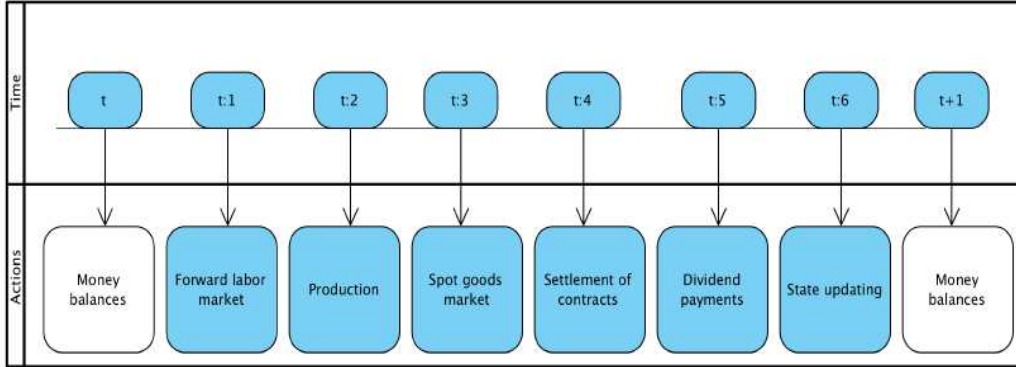 Time
t
t:1
t:2
t:3
t:4
t:5
t:6
t+1
Actions
Money
balances
Forward labor
market
Production
Spot goods
market
Settlement of
contracts
Dividend
payments
State updating
Money
balances